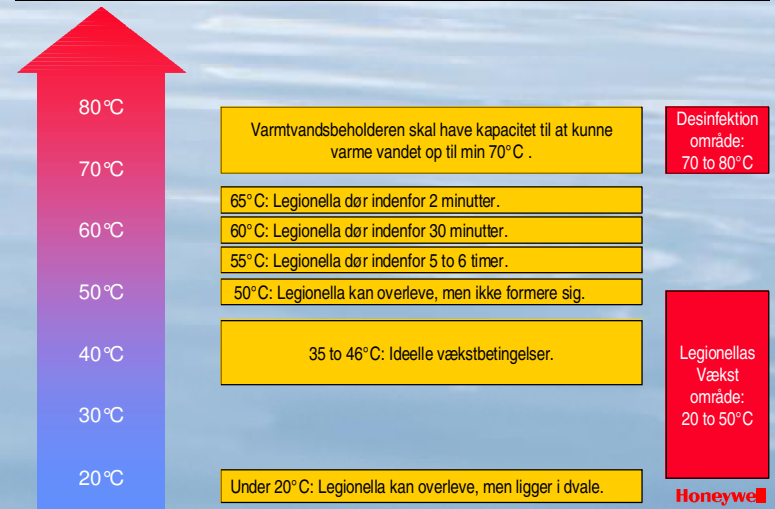 80°C
70°C
60°C
50°C
40°C
30°C
20°C
Varmtvandsbeholderen skal have kapacitet til at kunne
varme vandet op til min 70°C .
65°C: Legionella dør indenfor 2 minutter.
60°C: Legionella dør indenfor 30 minutter.
55°C: Legionella dør indenfor 5 to 6 timer.
50°C: Legionella kan overleve, men ikke formere sig.
35 to 46°C: Ideelle vækstbetingelser.
Under 20°C: Legionella kan overleve, men ligger i dvale.
Desinfektion
område:
70 to 80°C
Legionellas
Vækst
område:
20 to 50°C
Honeywell